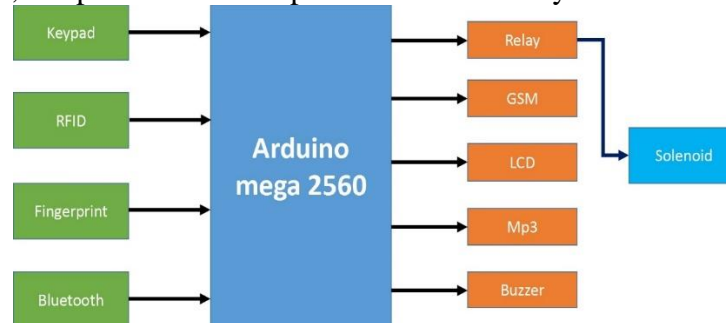 Keypad
RFID
Fingerprint
Bluetooth
Arduino
mega 2560
Relay
GSM
LCD
Mp3
Buzzer
Solenoid